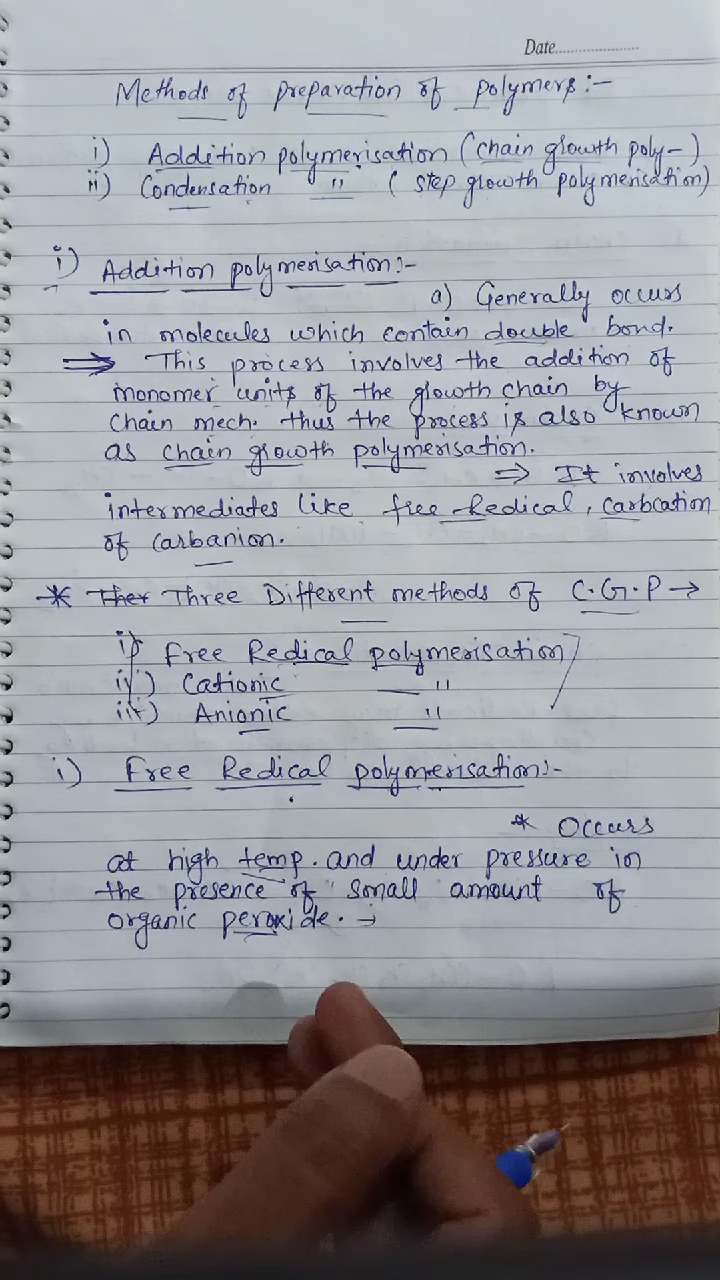 Date......................
Methods of preparation of polymers:-
i) Addition polymerisation (chain growth poly-)
ii) Condensation " (step growth polymerisation)
i) Addition polymerisation:-
a) Generally occurs
in molecules which contain double bond.
⇒ This process involves the addition of
monomer units of the growth chain by
chain mech. thus the process is also known
as chain growth polymerisation.
⇒ It involves
intermediates like free Redical, carbcation
of carbanion.
* Ther Three Different methods of C.G.P →
i) Free Redical polymerisation
ii) Cationic "
iii) Anionic "
i) Free Redical polymerisation:-
* Occurs
at high temp. and under pressure in
the presence of small amount of
organic peroxide. →